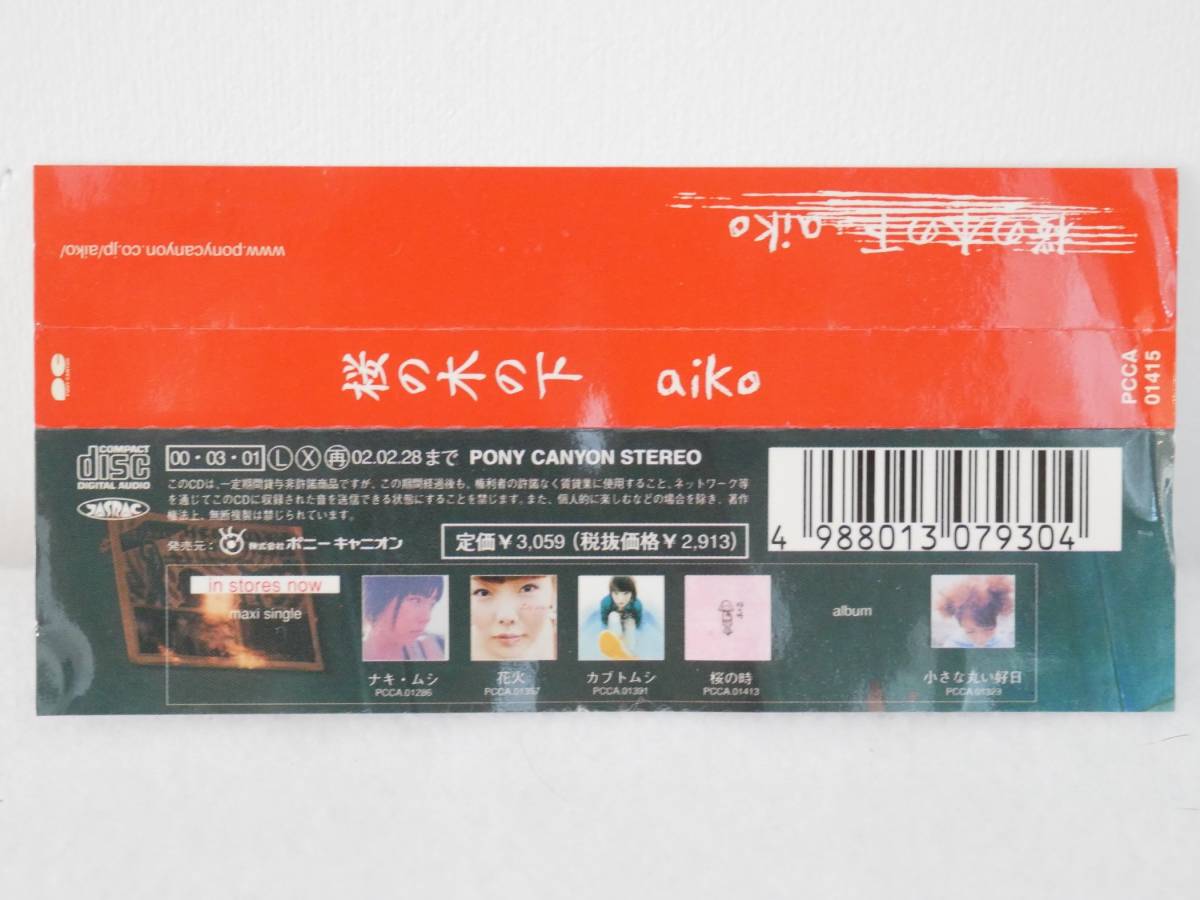 桜の木の下 aiko
www.ponycanyon.co.jp/aiko/
桜の木の下 aiko
PCCA
01415
COMPACT
disc
DIGITAL AUDIO
JASRAC
00・03・01 Ⓛ Ⓧ 再 02.02.28まで PONY CANYON STEREO
このCDは、一定期間貸与非許諾商品ですが、この期間経過後も、権利者の許諾なく賃貸業に使用すること、ネットワーク等
を通じてこのCDに収録された音を送信できる状態にすることを禁じます。また、個人的に楽しむなどの場合を除き、著作
権法上、無断複製は禁じられています。
発売元: 株式会社ポニーキャニオン
定価¥3,059(税抜価格¥2,913)
4 988013 079304
in stores now
maxi single
ナキ・ムシ
PCCA.01286
花火
PCCA.01357
カブトムシ
PCCA.01391
桜の時
PCCA.01413
album
小さな丸い好日
PCCA.01323